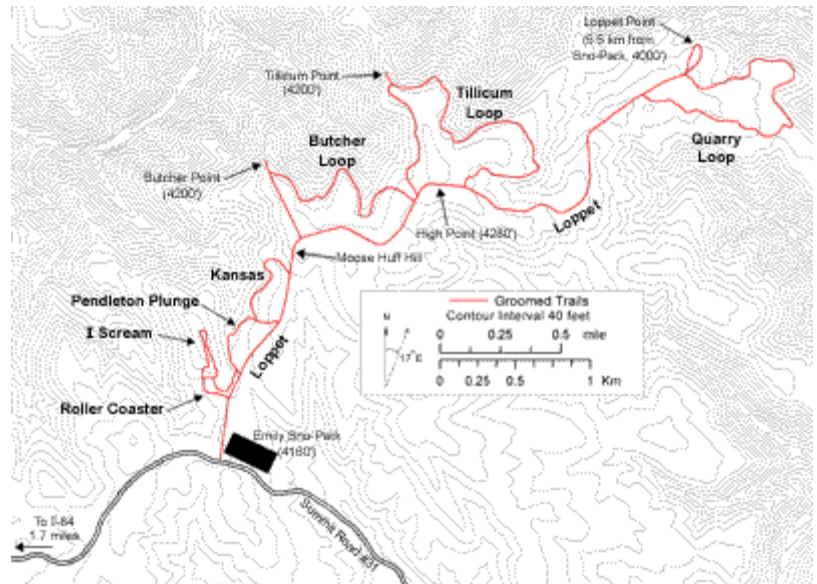 Loppet Point
(5.5 km from
Sno-Park, 4000')
Tillicum Point
(4200')
Tillicum
Loop
Butcher
Loop
Quarry
Loop
Butcher Point
(4200')
Loppet
High Point (4280')
Moose Huff Hill
Kansas
Pendleton Plunge
I Scream
Loppet
Roller Coaster
Groomed Trails
Contour Interval 40 feet
N
17° E
0 0.25 0.5 mile
0 0.25 0.5 1 Km
Emily Sno-Park
(4160')
Summit Road #31
To I-84
1.7 miles